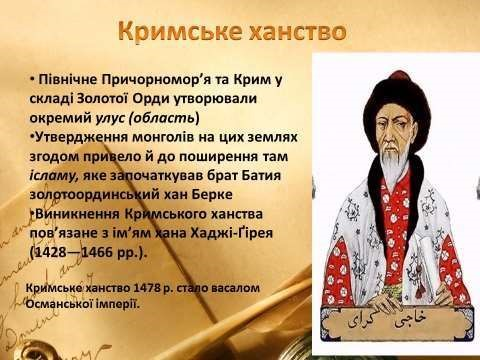 Кримське ханство
• Північне Причорномор’я та Крим у
складі Золотої Орди утворювали
окремий улус (область)
•Утвердження монголів на цих землях
згодом привело й до поширення там
ісламу, яке започаткував брат Батия
золотоординський хан Берке
•Виникнення Кримського ханства
пов’язане з ім’ям хана Хаджі-Ґірея
(1428—1466 рр.).
Кримське ханство 1478 р. стало васалом
Османської імперії.
حاجى كراى